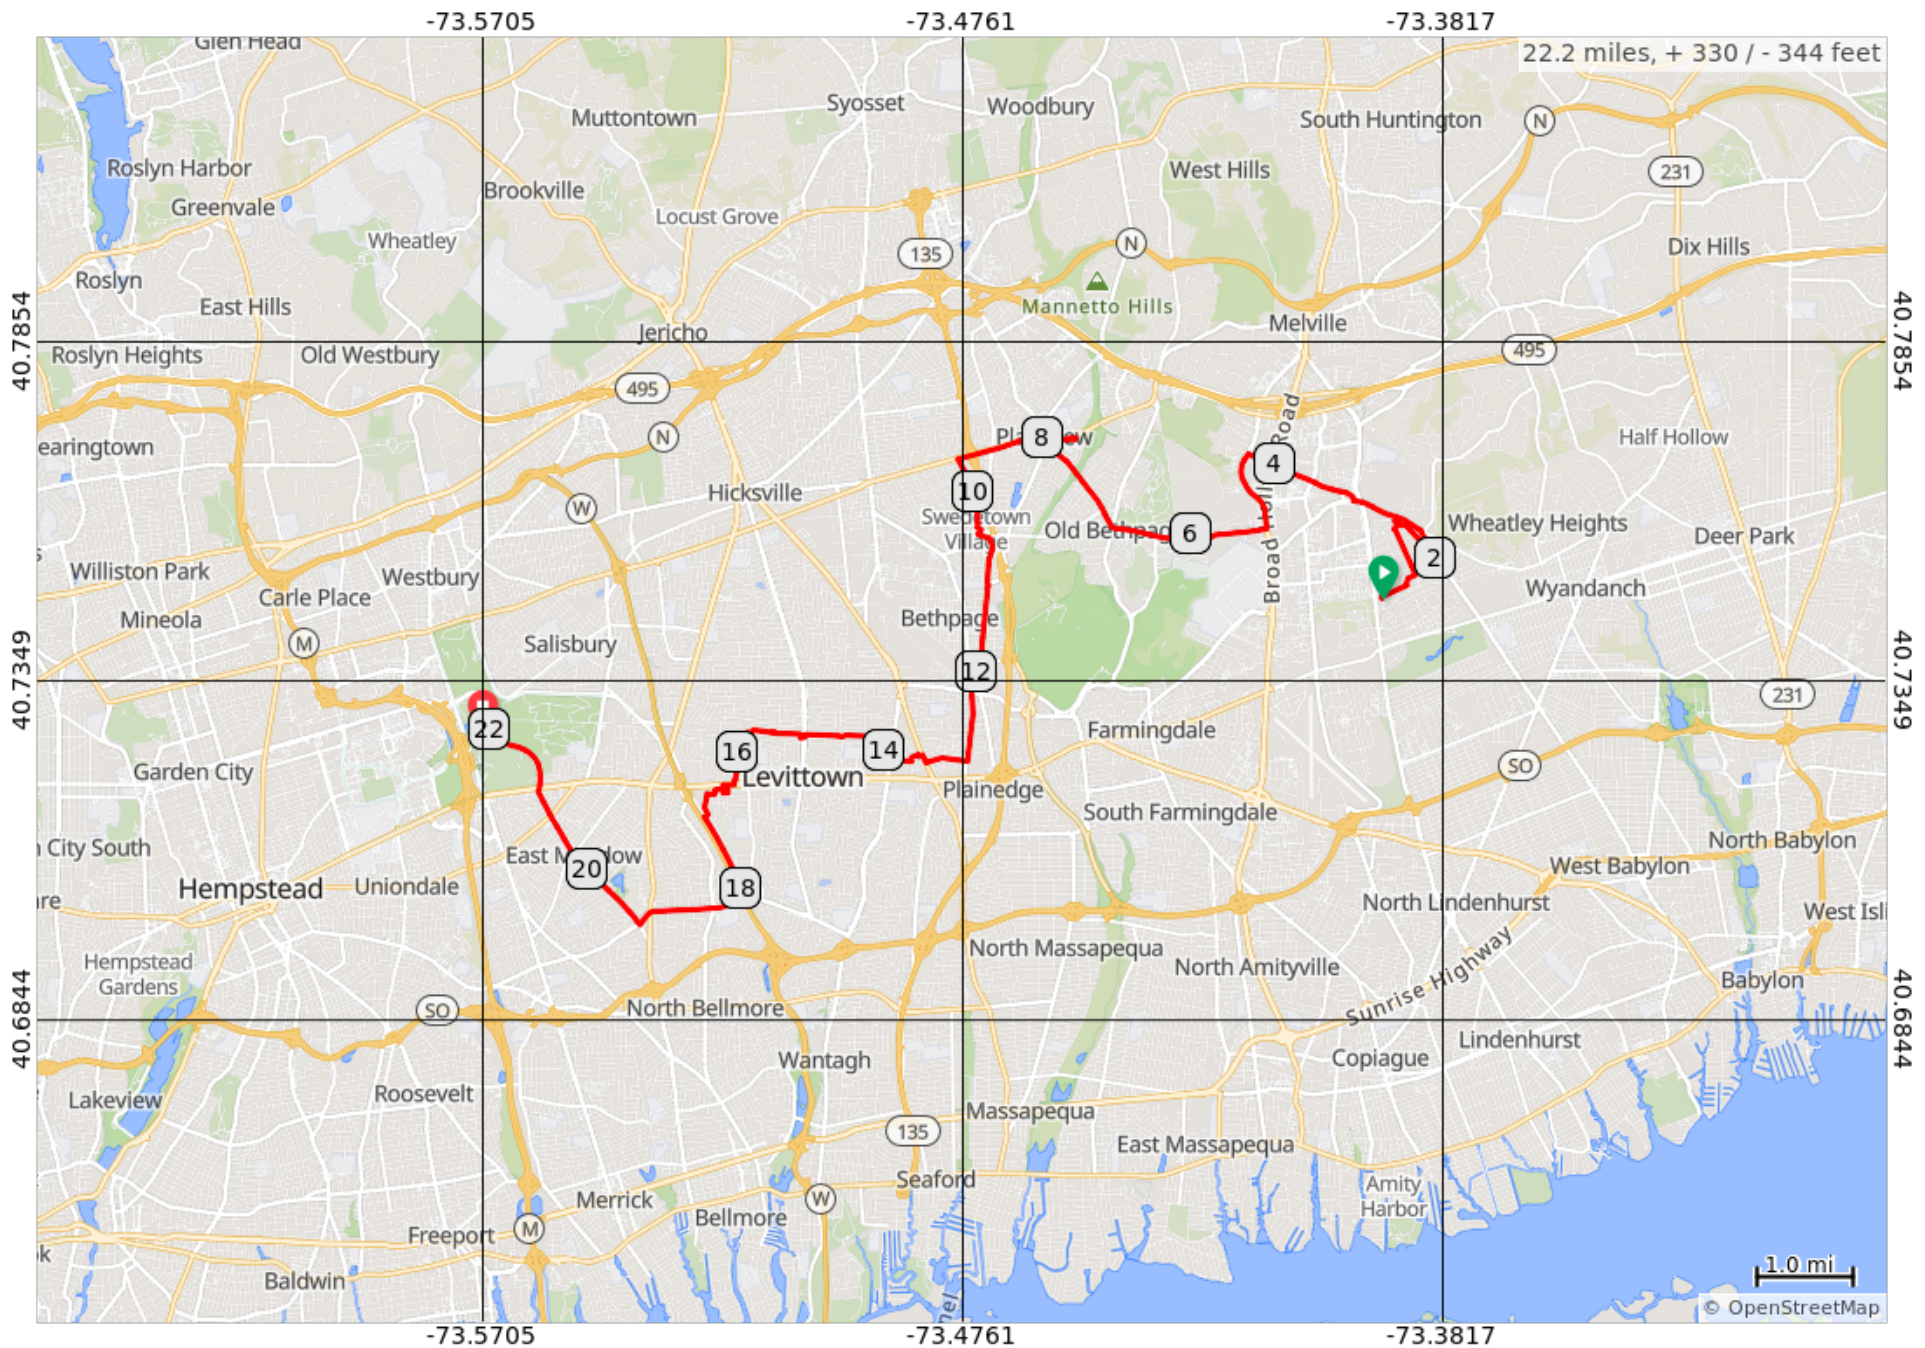 -73.5705
-73.4761
-73.3817
22.2 miles, + 330 / - 344 feet
Glen Head
Syosset
Woodbury
Muttontown
South Huntington
N
Roslyn Harbor
West Hills
231
Brookville
Greenvale
Locust Grove
Wheatley
N
Dix Hills
135
Roslyn
East Hills
Mannetto Hills
Melville
Jericho
40.7854
40.7854
Roslyn Heights
Old Westbury
495
495
N
8
Half Hollow
earingtown
Road
4
Hicksville
10
W
Swedetown
Village
Old Bethpag
6
Wheatley Heights
Deer Park
2
Williston Park
Westbury
Broad Hollo
Wyandanch
Carle Place
Mineola
Bethpage
M
Salisbury
12
40.7349
40.7349
231
22
Farmingdale
16
14
Garden City
Levittown
SO
Plainedge
South Farmingdale
n City South
North Babylon
East M
dow
20
West Babylon
Hempstead
Uniondale
18
North Lindenhurst
West Isl
North Massapequa
Hempstead
Gardens
North Amityville
Sunrise Highway
Babylon
SO
North Bellmore
40.6844
40.6844
Lindenhurst
Wantagh
Copiague
Roosevelt
Lakeview
Massapequa
135
East Massapequa
Seaford
Amity
Harbor
Merrick
W
Bellmore
Freeport
M
ok
Baldwin
1.0 mi
© OpenStreetMap
-73.5705
-73.4761
-73.3817